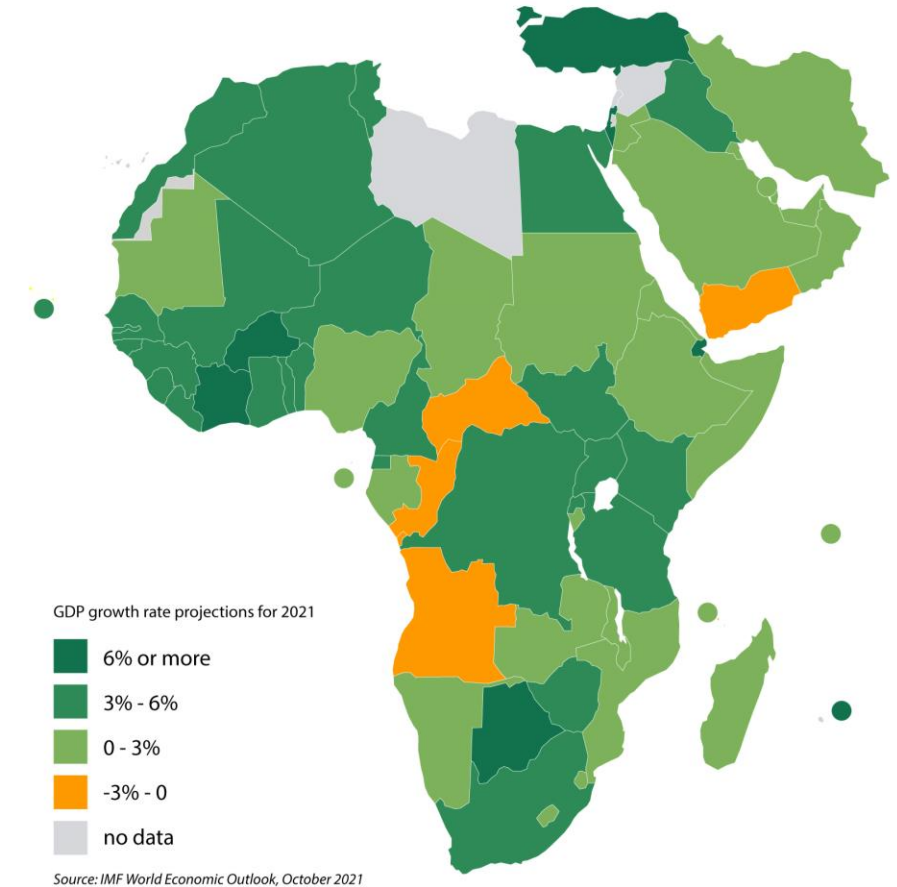 GDP growth rate projections for 2021
6% or more
3% - 6%
0 - 3%
-3% - 0
no data
Source: IMF World Economic Outlook, October 2021